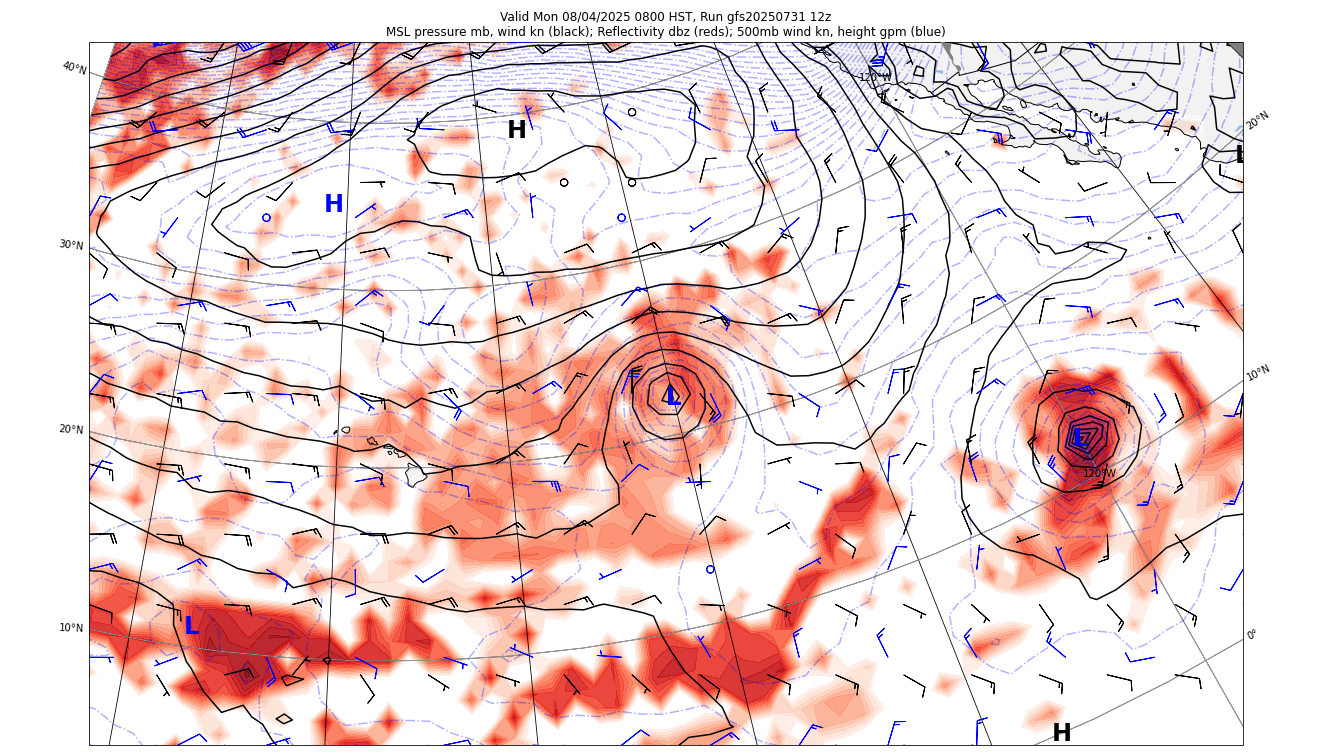 Valid Mon 08/04/2025 0800 HST, Run gfs20250731 12z
MSL pressure mb, wind kn (black); Reflectivity dbz (reds); 500mb wind kn, height gpm (blue)
40°N
120°W
20°N
H
L
H
30°N
10°N
L
20°N
L
120°W
10°N
L
0°
H